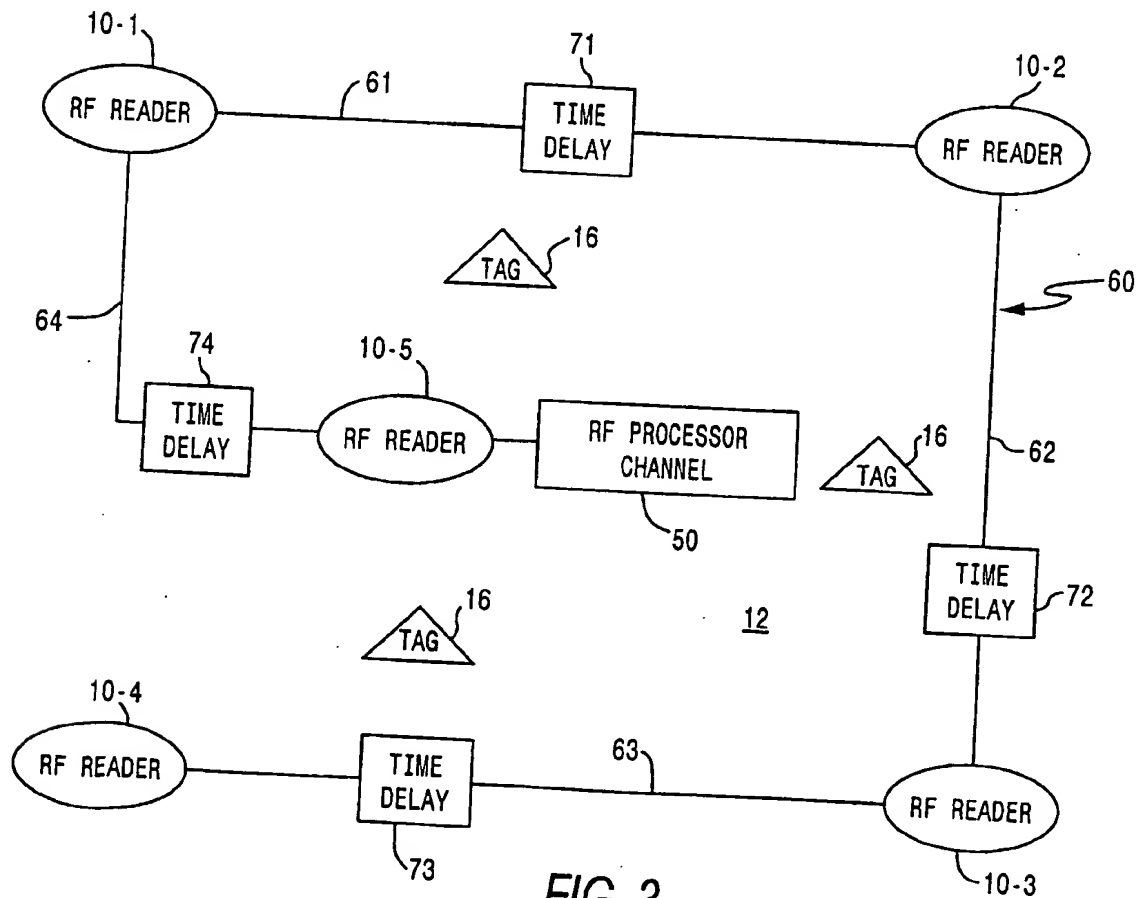 10-1
71
10-2
61
RF READER
TIME
DELAY
RF READER
16
TAG
60
64
74
10-5
TIME
DELAY
RF READER
RF PROCESSOR
CHANNEL
16
TAG
62
50
TIME
DELAY
72
16
TAG
12
10-4
63
RF READER
TIME
DELAY
RF READER
73
10-3